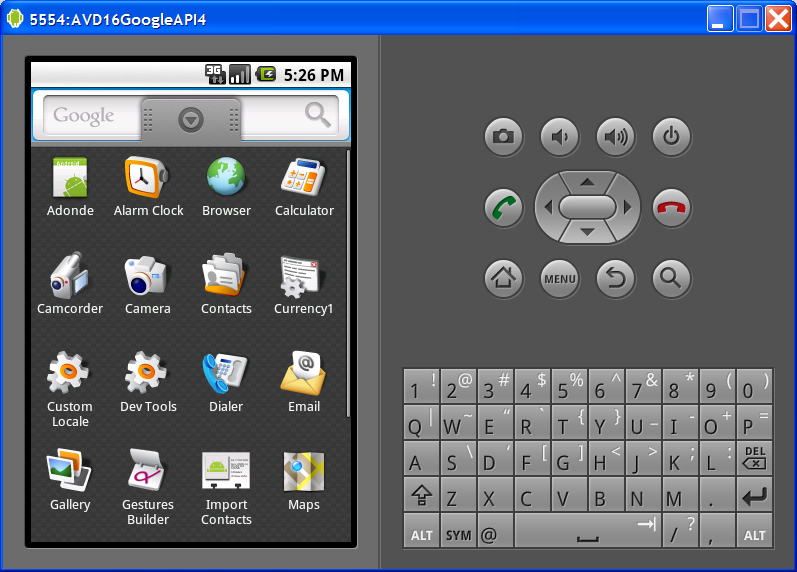 5554:AVD16GoogleAPI4
3G 5:26 PM
Google
Android
Adonde Alarm Clock Browser Calculator
Camcorder Camera Contacts Currency1
Custom Locale Dev Tools Dialer Email
Gallery Gestures Builder Import Contacts Maps
MENU
1 ! 2 @ 3 # 4 $ 5 % 6 ^ 7 & 8 * 9 ( 0 )
Q | W ~ E “ R ` T { Y } U _ I - O + P =
A S \ D ‘ F [ G ] H < J > K ; L : DEL
Z X C V B N M .
ALT SYM @ / ? , ALT